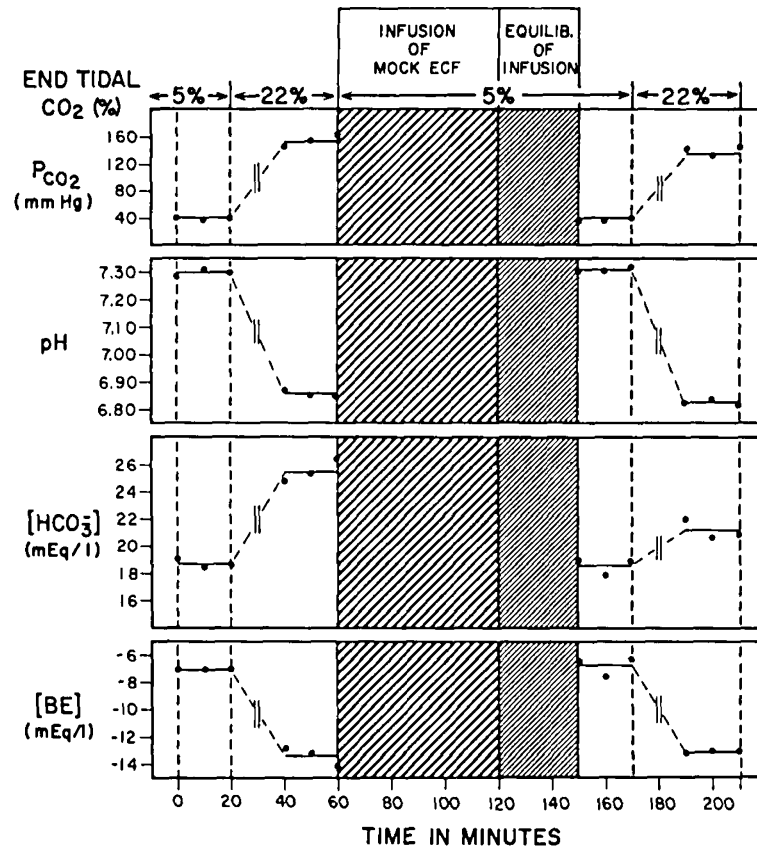 INFUSION
OF
MOCK ECF
EQUILIB.
OF
INFUSION
END TIDAL
CO₂ (%)
5%
22%
5%
22%
PCO₂
(mm Hg)
160
120
80
40
pH
7.30
7.20
7.10
7.00
6.90
6.80
[HCO₃⁻]
(mEq/l)
26
24
22
20
18
16
[BE]
(mEq/l)
-6
-8
-10
-12
-14
0 20 40 60 80 100 120 140 160 180 200
TIME IN MINUTES